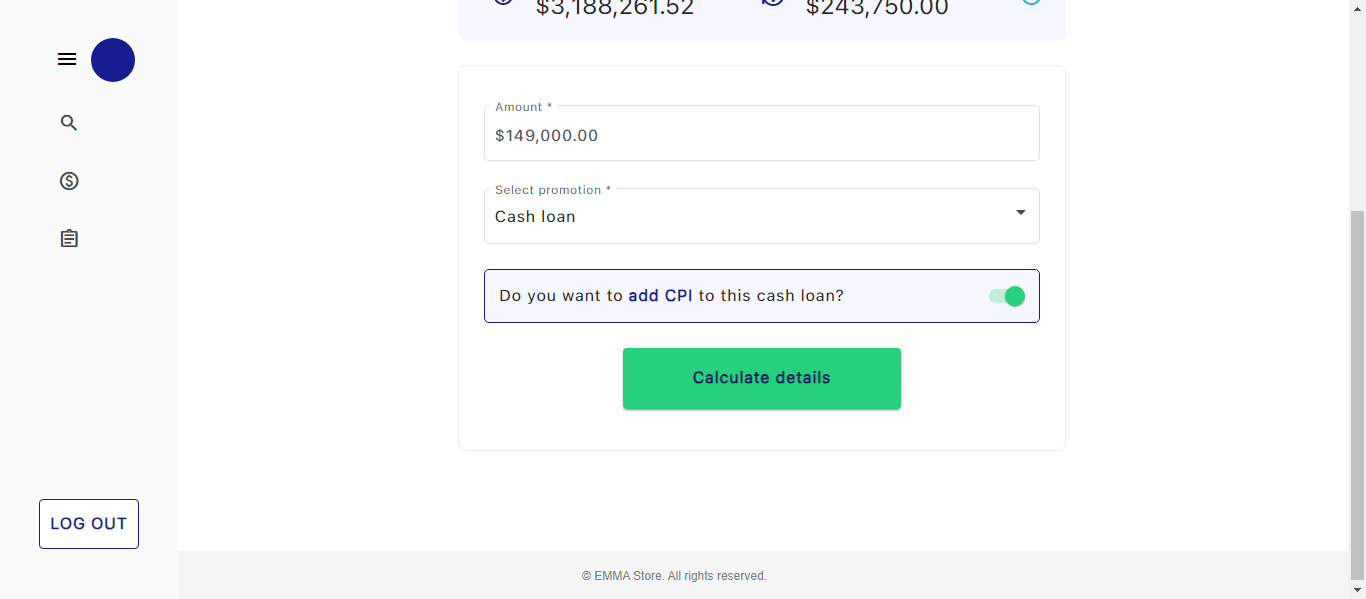 $3,188,261.52 $243,750.00
Amount *
$149,000.00
Select promotion *
Cash loan
Do you want to add CPI to this cash loan?
Calculate details
LOG OUT
© EMMA Store. All rights reserved.